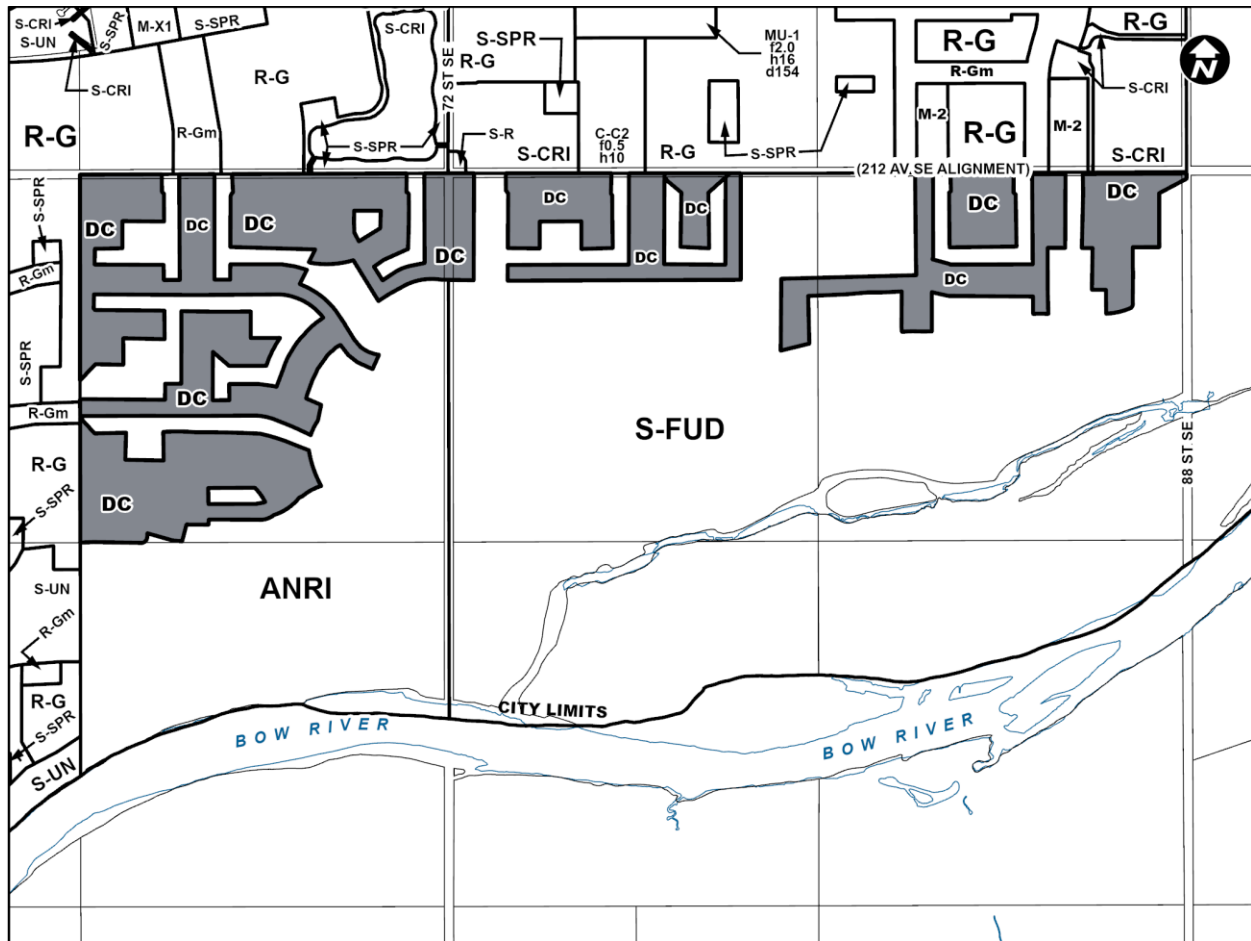 S-CRI
S-SPR
M-X1
S-SPR
S-UN
S-CRI
R-G
R-G
R-Gm
S-CRI
72 ST SE
S-SPR
R-G
S-SPR
S-R
S-CRI
C-C2
f0.5
h10
R-G
MU-1
f2.0
h16
d154
S-SPR
R-G
R-Gm
M-2
R-G
M-2
R-G
S-CRI
S-CRI
N
(212 AV SE ALIGNMENT)
S-SPR
DC
DC
DC
DC
DC
DC
DC
DC
DC
R-Gm
S-SPR
R-Gm
DC
S-FUD
88 ST SE
R-G
S-SPR
DC
S-UN
R-Gm
ANRI
R-G
S-SPR
S-UN
CITY LIMITS
BOW RIVER
BOW RIVER